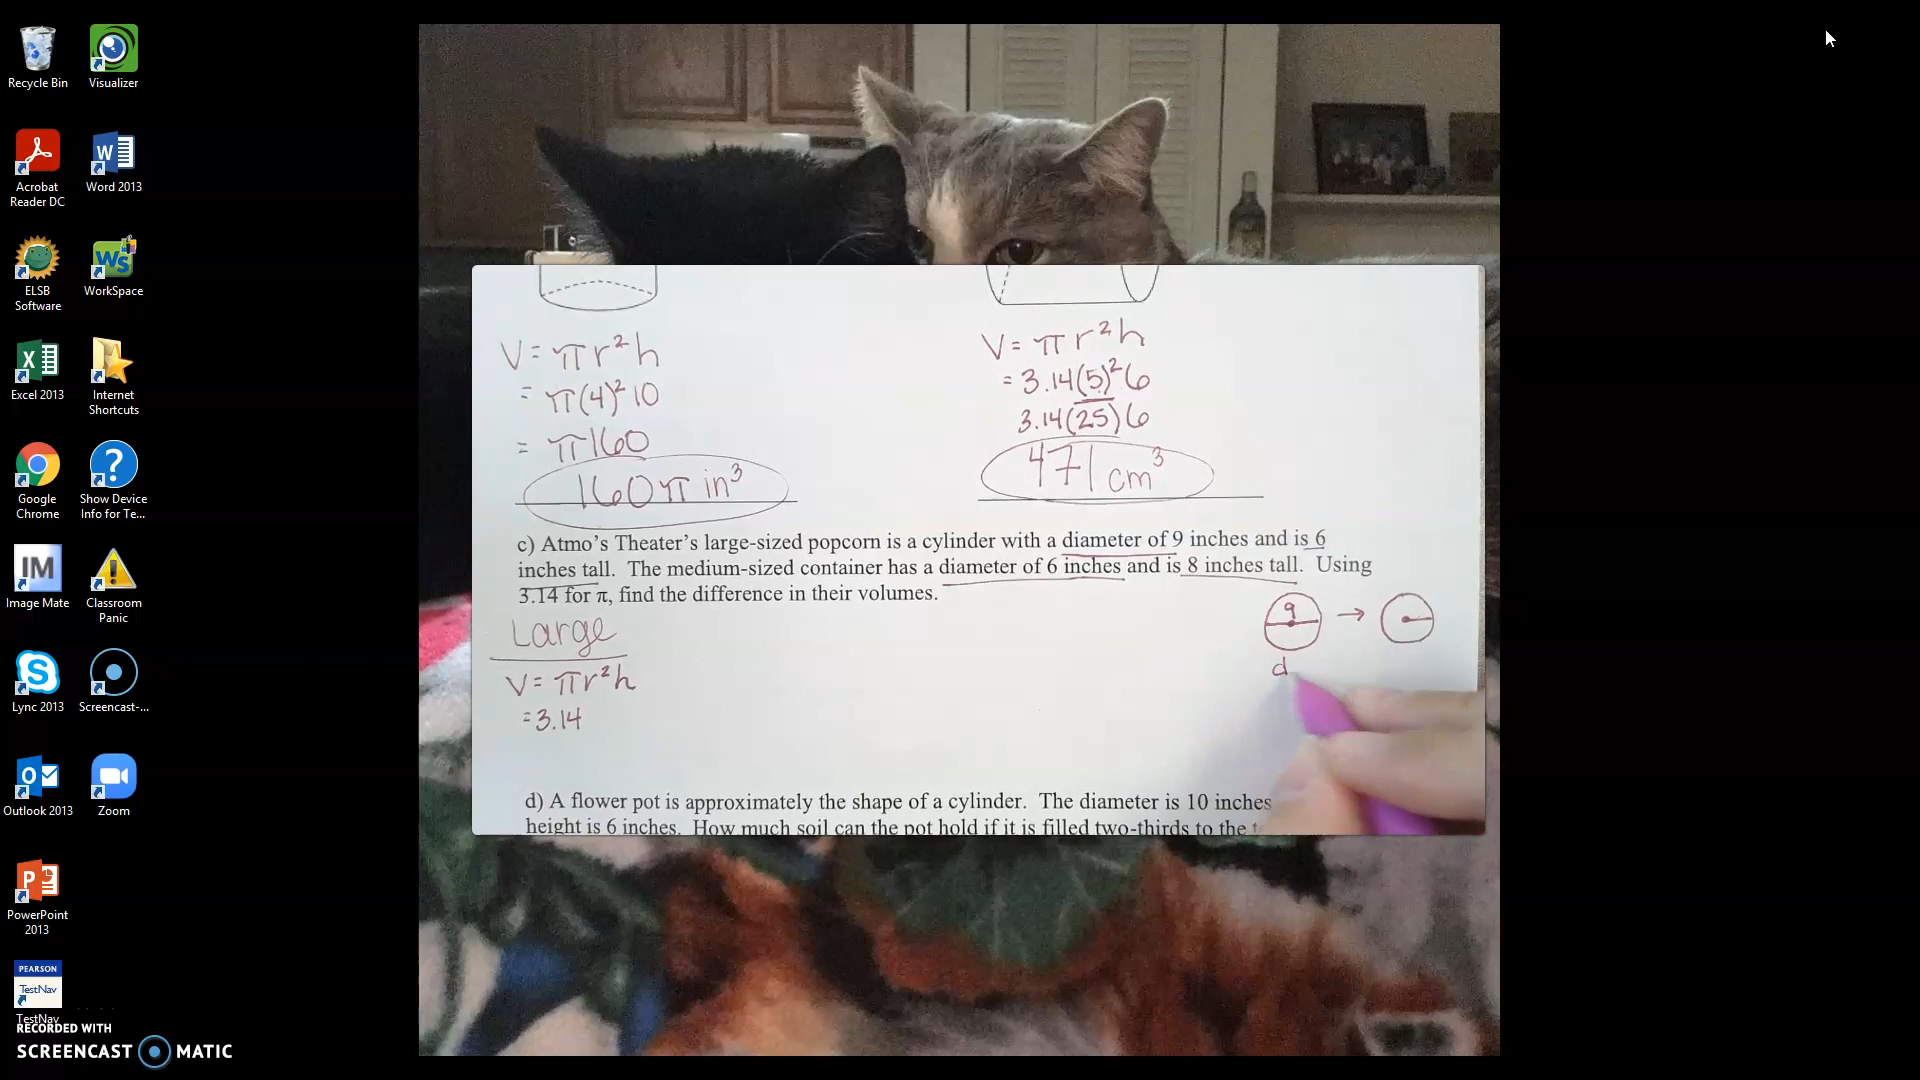 Recycle Bin
Visualizer
Acrobat
Reader DC
Word 2013
ELSB
Software
WS
WorkSpace
Excel 2013
Internet
Shortcuts
Google
Chrome
Show Device
Info for Te...
IM
Image Mate
Classroom
Panic
Lync 2013
Screencast-...
Outlook 2013
Zoom
PowerPoint
2013
PEARSON
TestNav
TestNav
RECORDED WITH
SCREENCAST MATIC
V = πr²h
= π(4)²10
= π160
160π in³
V = πr²h
= 3.14(5)²6
3.14(25)6
471 cm³
c) Atmo's Theater's large-sized popcorn is a cylinder with a diameter of 9 inches and is 6
inches tall. The medium-sized container has a diameter of 6 inches and is 8 inches tall. Using
3.14 for π, find the difference in their volumes.
9 →
d
Large
V = πr²h
= 3.14
d) A flower pot is approximately the shape of a cylinder. The diameter is 10 inches
height is 6 inches. How much soil can the pot hold if it is filled two-thirds to the